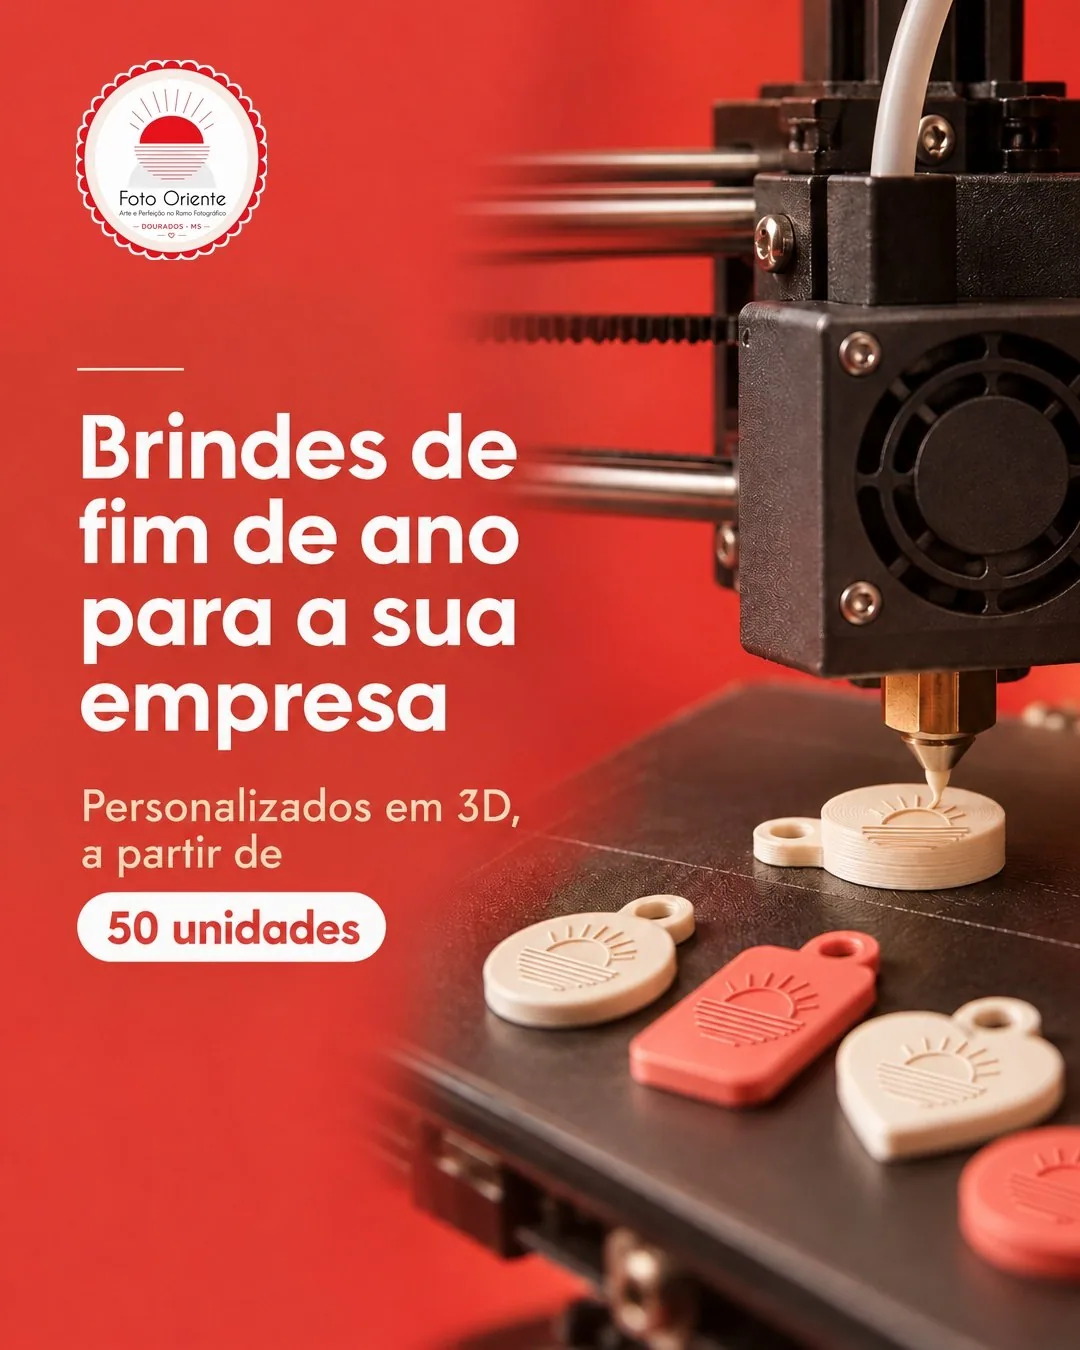 Foto Oriente
Arte e Perfeição no Ramo Fotográfico
DOURADOS - MS
Brindes de
fim de ano
para a sua
empresa
Personalizados em 3D,
a partir de
50 unidades